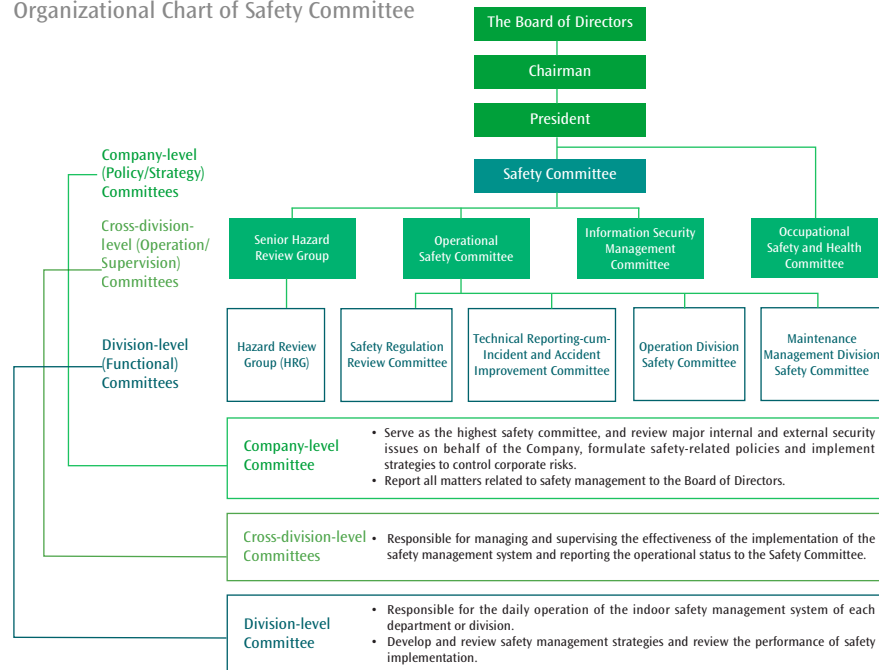 Organizational Chart of Safety Committee
The Board of Directors
Chairman
President
Safety Committee
Company-level
(Policy/Strategy)
Committees
Cross-division-
level (Operation/
Supervision)
Committees
Senior Hazard
Review Group
Operational
Safety Committee
Information Security
Management
Committee
Occupational
Safety and Health
Committee
Division-level
(Functional)
Committees
Hazard Review
Group (HRG)
Safety Regulation
Review Committee
Technical Reporting-cum-
Incident and Accident
Improvement Committee
Operation Division
Safety Committee
Maintenance
Management Division
Safety Committee
Company-level
Committee
• Serve as the highest safety committee, and review major internal and external security
issues on behalf of the Company, formulate safety-related policies and implement
strategies to control corporate risks.
• Report all matters related to safety management to the Board of Directors.
Cross-division-level
Committees
• Responsible for managing and supervising the effectiveness of the implementation of the
safety management system and reporting the operational status to the Safety Committee.
Division-level
Committee
• Responsible for the daily operation of the indoor safety management system of each
department or division.
• Develop and review safety management strategies and review the performance of safety
implementation.